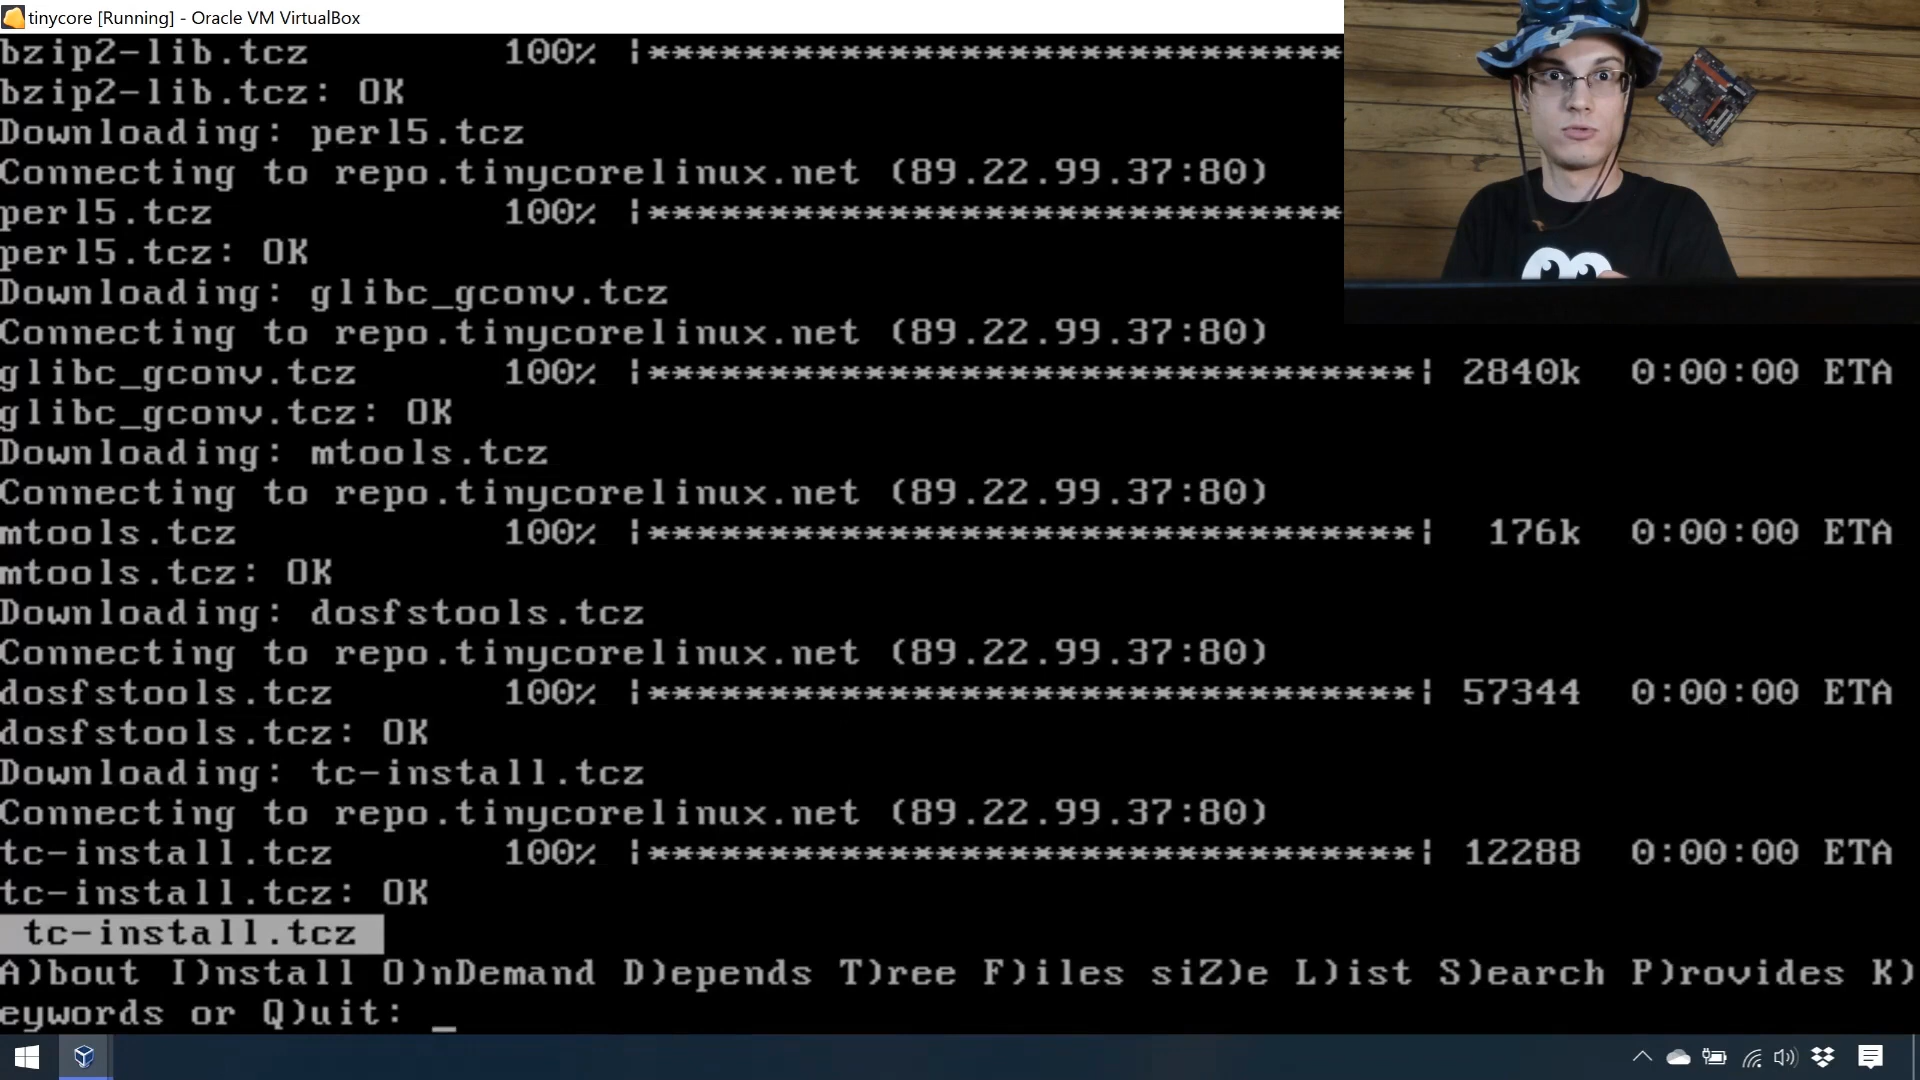 tinycore [Running] - Oracle VM VirtualBox
bzip2-lib.tcz 100% |********************************
bzip2-lib.tcz: OK
Downloading: perl5.tcz
Connecting to repo.tinycorelinux.net (89.22.99.37:80)
perl5.tcz 100% |********************************
perl5.tcz: OK
Downloading: glibc_gconv.tcz
Connecting to repo.tinycorelinux.net (89.22.99.37:80)
glibc_gconv.tcz 100% |********************************| 2840k 0:00:00 ETA
glibc_gconv.tcz: OK
Downloading: mtools.tcz
Connecting to repo.tinycorelinux.net (89.22.99.37:80)
mtools.tcz 100% |********************************| 176k 0:00:00 ETA
mtools.tcz: OK
Downloading: dosfstools.tcz
Connecting to repo.tinycorelinux.net (89.22.99.37:80)
dosfstools.tcz 100% |********************************| 57344 0:00:00 ETA
dosfstools.tcz: OK
Downloading: tc-install.tcz
Connecting to repo.tinycorelinux.net (89.22.99.37:80)
tc-install.tcz 100% |********************************| 12288 0:00:00 ETA
tc-install.tcz: OK
tc-install.tcz
A)bout I)nstall O)nDemand D)epends T)ree F)iles siZ)e L)ist S)earch P)rovides K)
eywords or Q)uit: _